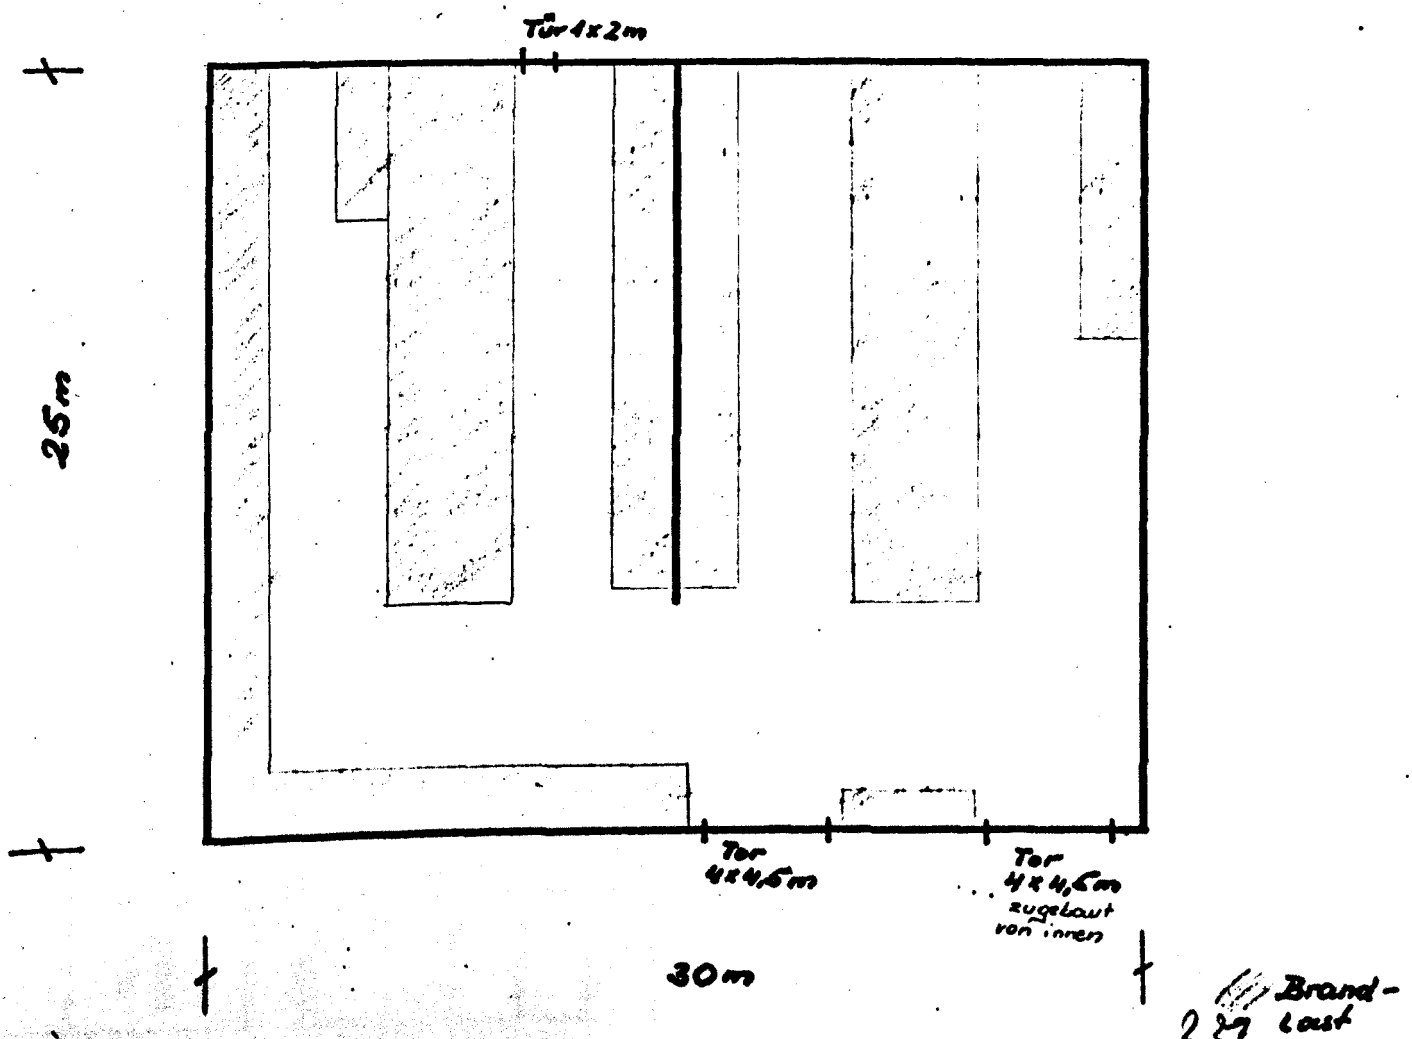 Tür 1x2m
25m
Tor
4x4,5m
Tor
4x4,5m
zugebaut
von innen
30m
Brand-
last